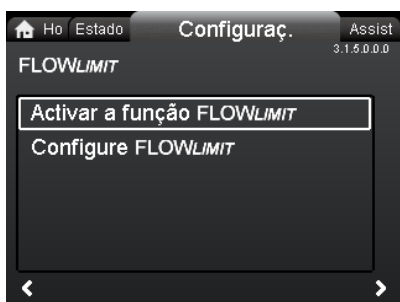 Ho Estado Configuraç. Assist
3.1.5.0.0.0
FLOWLIMIT
Activar a função FLOWLIMIT
Configure FLOWLIMIT